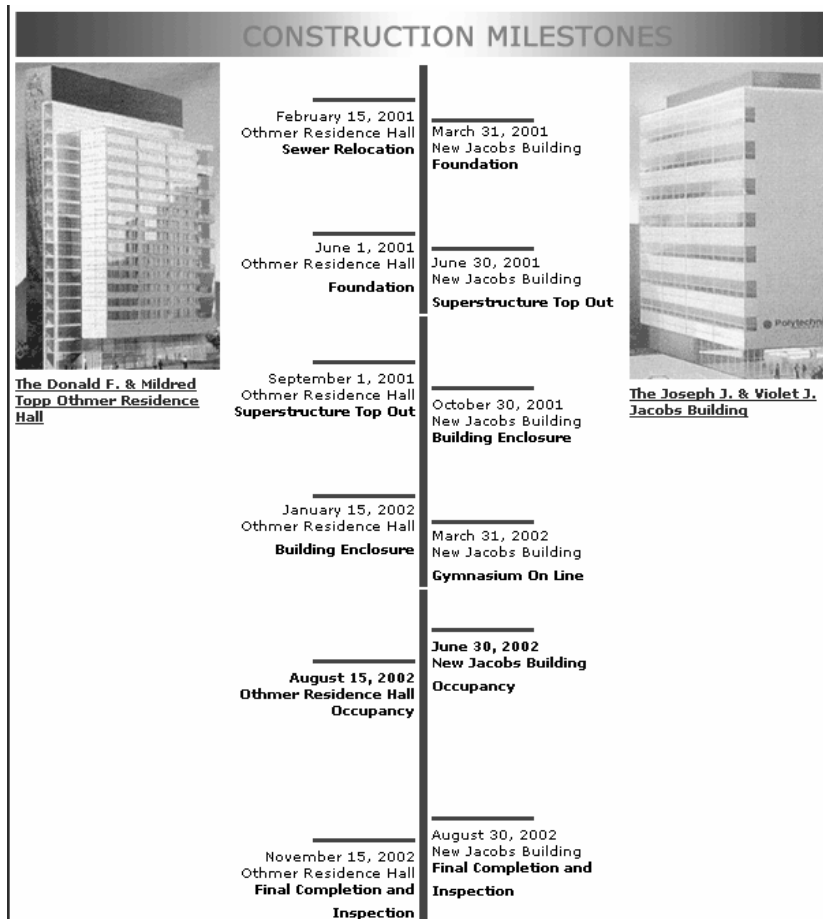 CONSTRUCTION MILESTONES
February 15, 2001
Othmer Residence Hall
Sewer Relocation
March 31, 2001
New Jacobs Building
Foundation
June 1, 2001
Othmer Residence Hall
Foundation
June 30, 2001
New Jacobs Building
Superstructure Top Out
The Donald F. & Mildred
Topp Othmer Residence
Hall
Polytechn
The Joseph J. & Violet J.
Jacobs Building
September 1, 2001
Othmer Residence Hall
Superstructure Top Out
October 30, 2001
New Jacobs Building
Building Enclosure
January 15, 2002
Othmer Residence Hall
Building Enclosure
March 31, 2002
New Jacobs Building
Gymnasium On Line
June 30, 2002
New Jacobs Building
Occupancy
August 15, 2002
Othmer Residence Hall
Occupancy
August 30, 2002
New Jacobs Building
Final Completion and
Inspection
November 15, 2002
Othmer Residence Hall
Final Completion and
Inspection